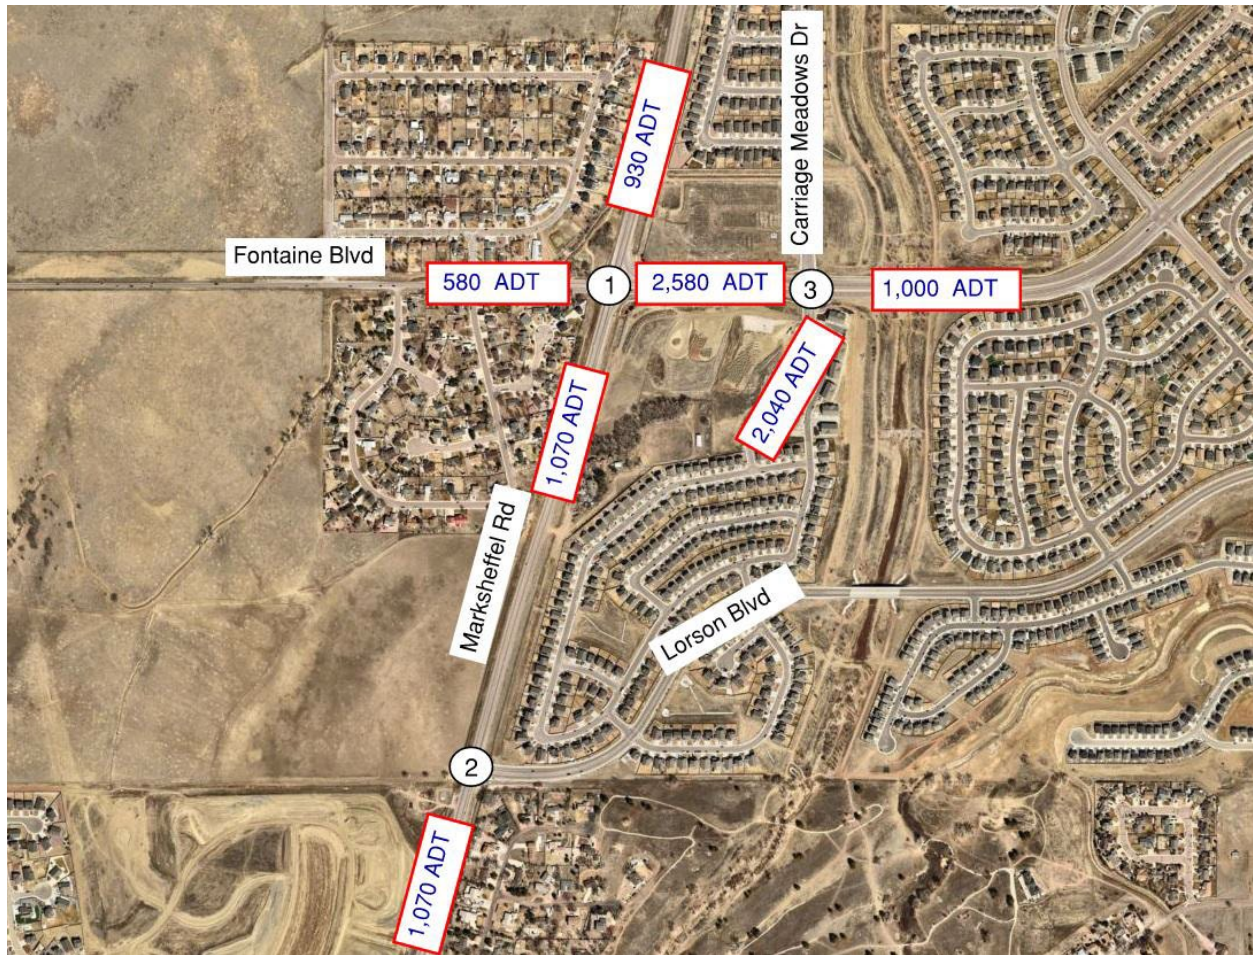 930 ADT
Carriage Meadows Dr
Fontaine Blvd
580 ADT
1
2,580 ADT
3
1,000 ADT
2,040 ADT
1,070 ADT
Marksheffel Rd
Lorson Blvd
2
1,070 ADT